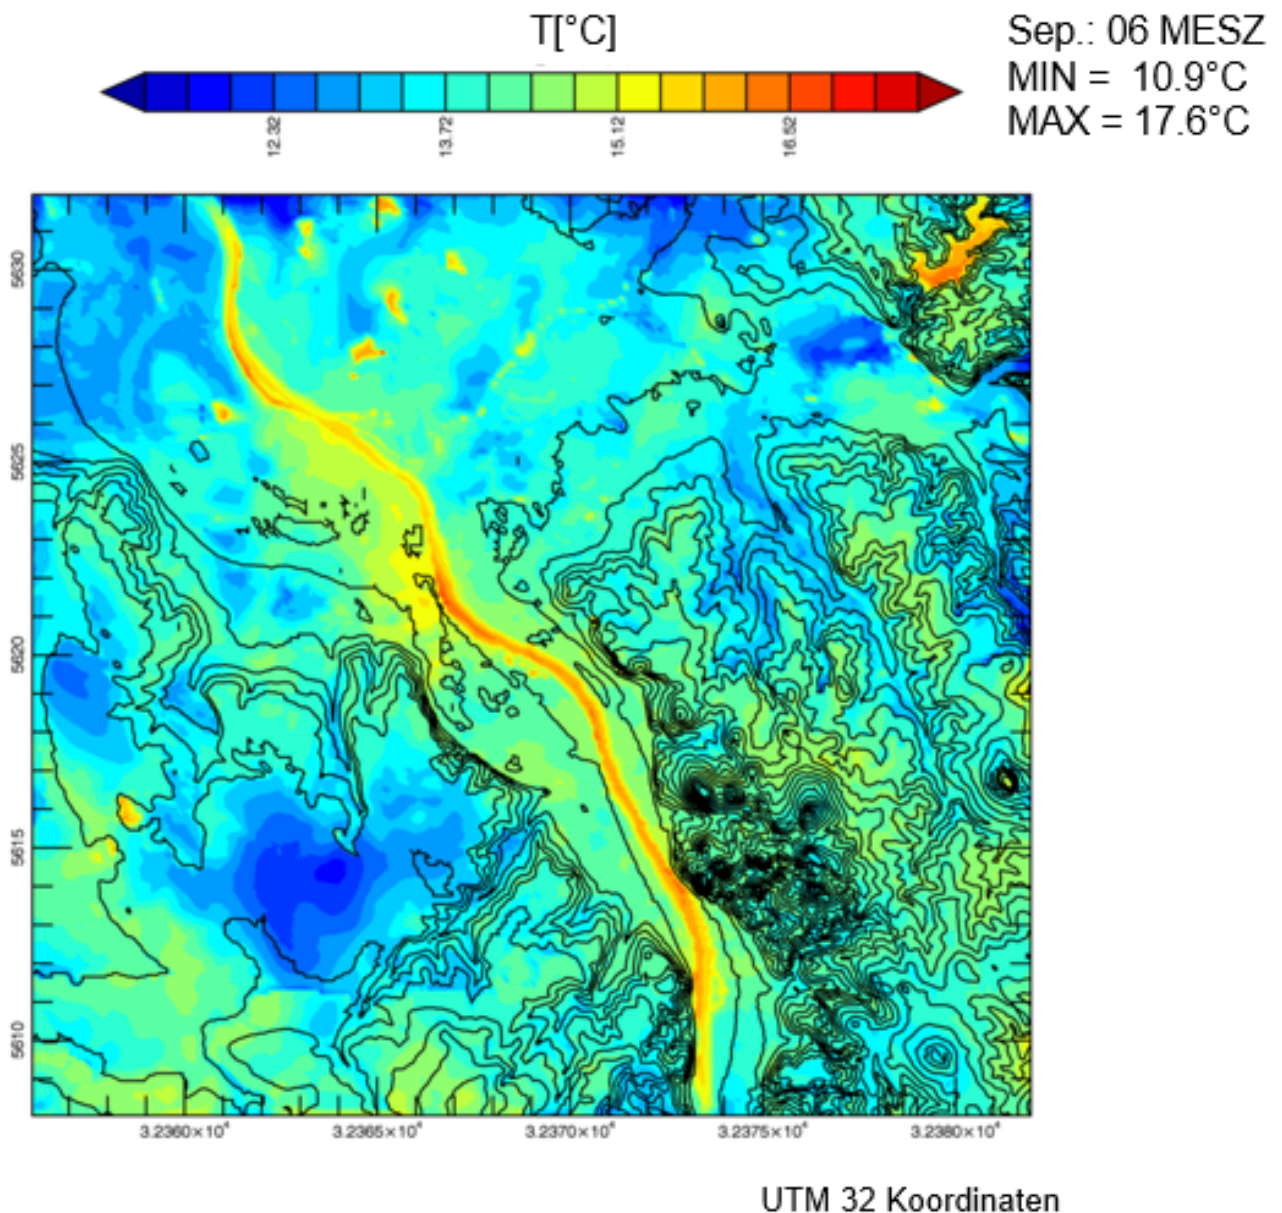 T[°C]
Sep.: 06 MESZ
MIN = 10.9°C
MAX = 17.6°C
12.32
13.72
15.12
16.52
5630
5625
5620
5615
5610
3.2360×10⁴
3.2365×10⁴
3.2370×10⁴
3.2375×10⁴
3.2380×10⁴
UTM 32 Koordinaten